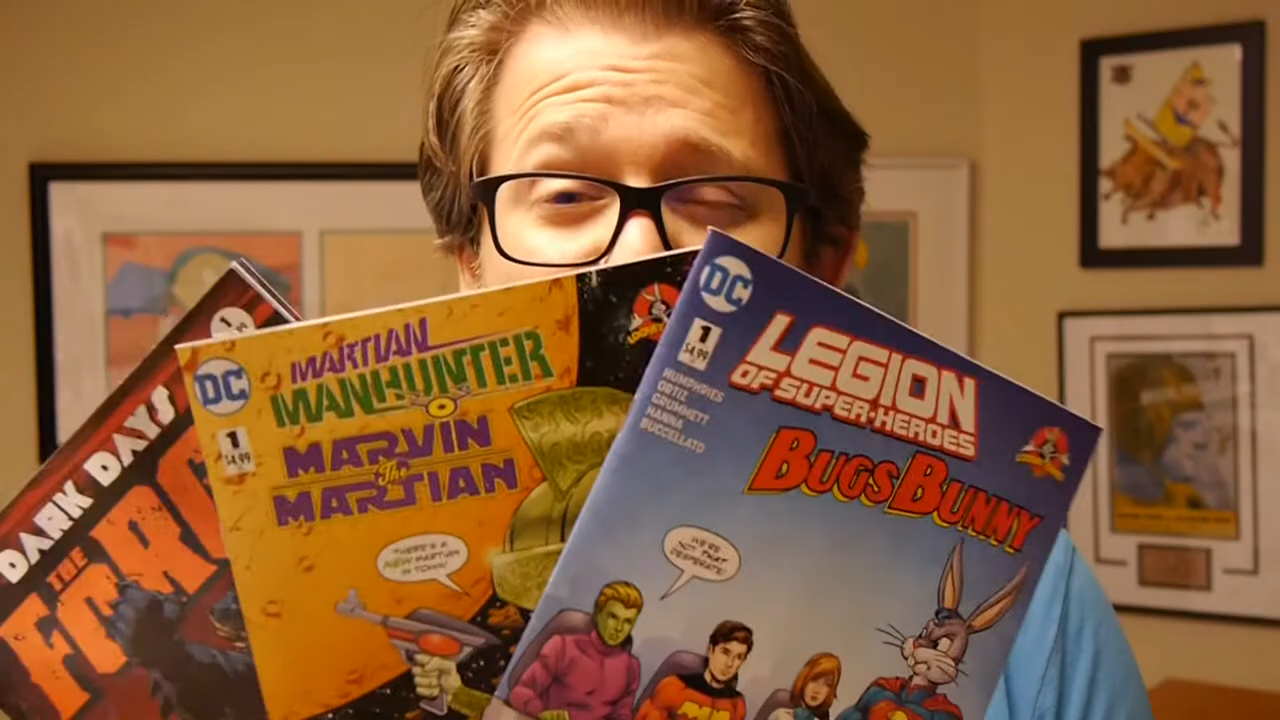 DARK DAYS
THE
DC
1
$4.99
MARTIAN
MANHUNTER
MARVIN
The
MARTIAN
THERE'S A
NEW MARTIAN
IN TOWN!
DC
1
$4.99
HUMPHRIES
ORTIZ
GRUMMETT
HANNA
BUCCELLATO
LEGION
OF SUPER-HEROES
BUGS BUNNY
WE'RE
NOT THAT
DESPERATE!